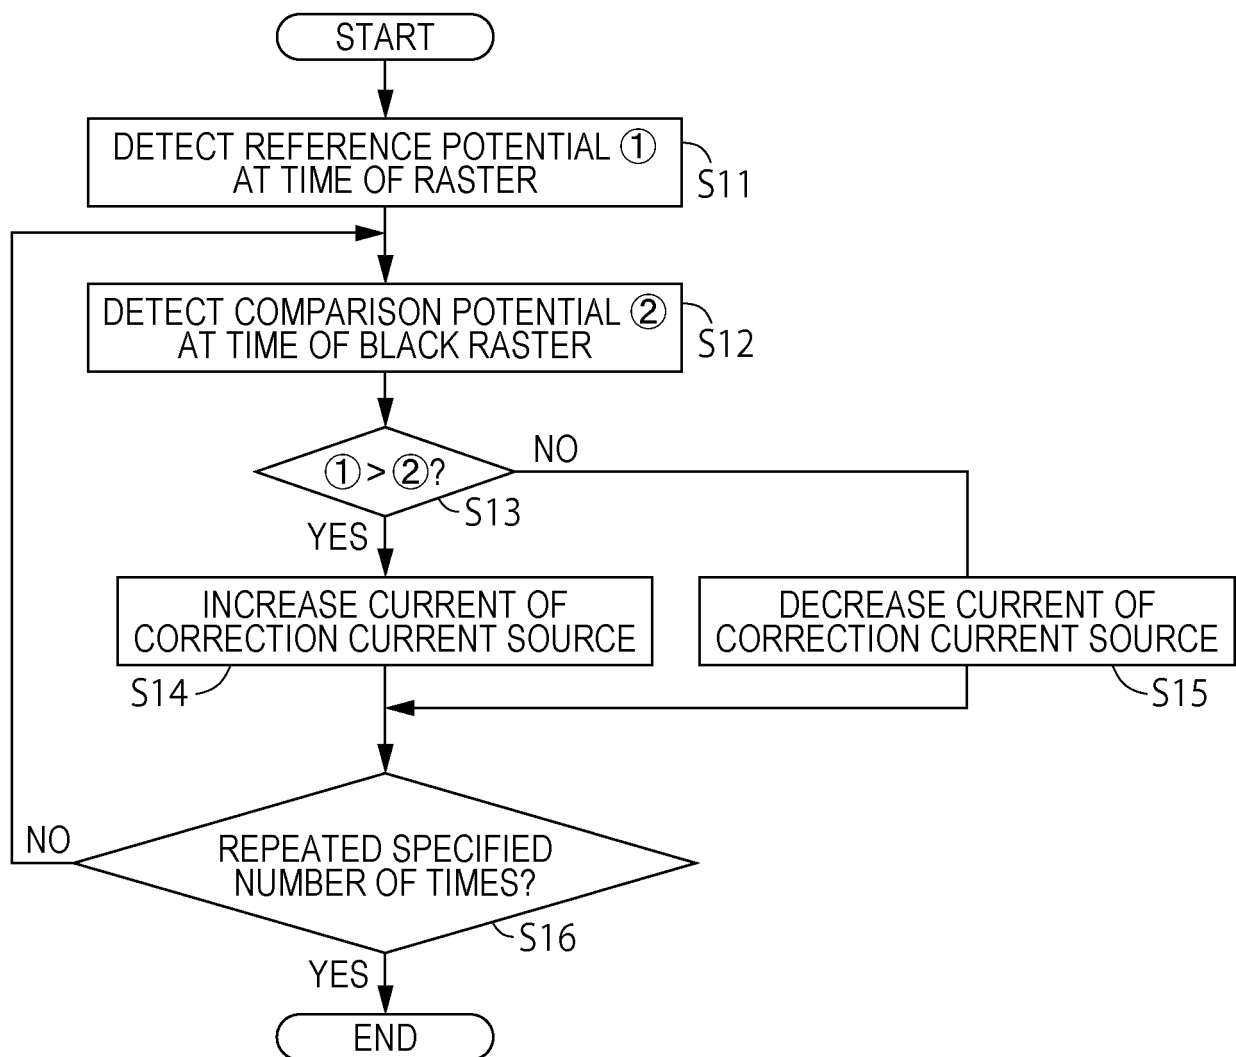 START
DETECT REFERENCE POTENTIAL ①
AT TIME OF RASTER
S11
DETECT COMPARISON POTENTIAL ②
AT TIME OF BLACK RASTER
S12
① > ②?
NO
S13
YES
INCREASE CURRENT OF
CORRECTION CURRENT SOURCE
S14
DECREASE CURRENT OF
CORRECTION CURRENT SOURCE
S15
REPEATED SPECIFIED
NUMBER OF TIMES?
NO
S16
YES
END